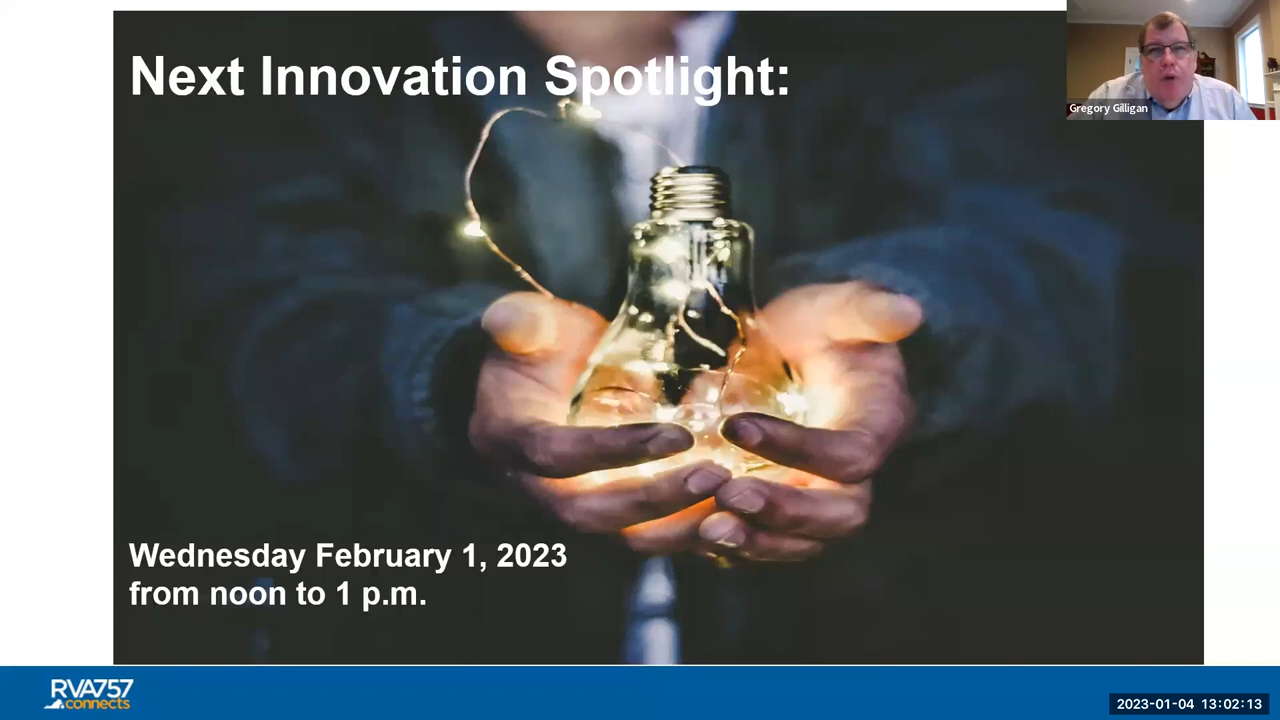 Next Innovation Spotlight:
Gregory Gilligan
Wednesday February 1, 2023
from noon to 1 p.m.
RVA757
connects
2023-01-04 13:02:13